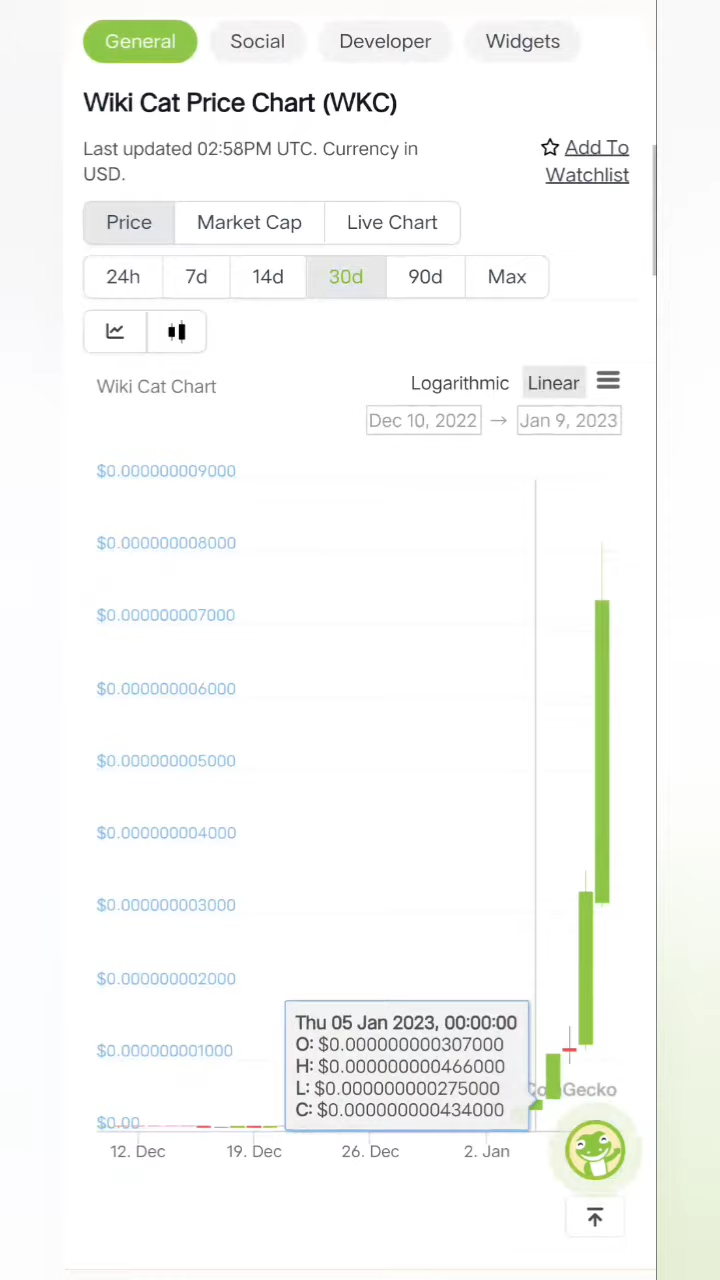 General Social Developer Widgets
Wiki Cat Price Chart (WKC)
Last updated 02:58PM UTC. Currency in
USD.
Add To
Watchlist
Price Market Cap Live Chart
24h 7d 14d 30d 90d Max
Wiki Cat Chart
Logarithmic Linear
Dec 10, 2022 → Jan 9, 2023
$0.000000009000
$0.000000008000
$0.000000007000
$0.000000006000
$0.000000005000
$0.000000004000
$0.000000003000
$0.000000002000
$0.000000001000
$0.00
Thu 05 Jan 2023, 00:00:00
O: $0.000000000307000
H: $0.000000000466000
L: $0.000000000275000
C: $0.000000000434000
CoinGecko
12. Dec 19. Dec 26. Dec 2. Jan